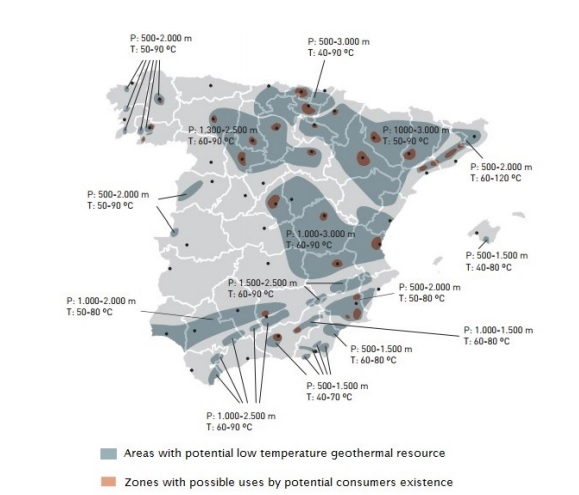 P: 500-2.000 m
T: 50-90 ºC
P: 500-3.000 m
T: 40-90 ºC
P: 1.300-2.500 m
T: 60-90 ºC
P: 1000-3.000 m
T: 50-90 ºC
P: 500-2.000 m
T: 60-120 ºC
P: 500-2.000 m
T: 50-90 ºC
P: 1.000-3.000 m
T: 60-90 ºC
P: 500-1.500 m
T: 40-80 ºC
P: 1.500-2.500 m
T: 60-90 ºC
P: 500-2.000 m
T: 50-80 ºC
P: 1.000-2.000 m
T: 50-80 ºC
P: 1.000-1.500 m
T: 60-80 ºC
P: 500-1.500 m
T: 60-80 ºC
P: 500-1.500 m
T: 40-70 ºC
P: 1.000-2.500 m
T: 60-90 ºC
Areas with potential low temperature geothermal resource
Zones with possible uses by potential consumers existence